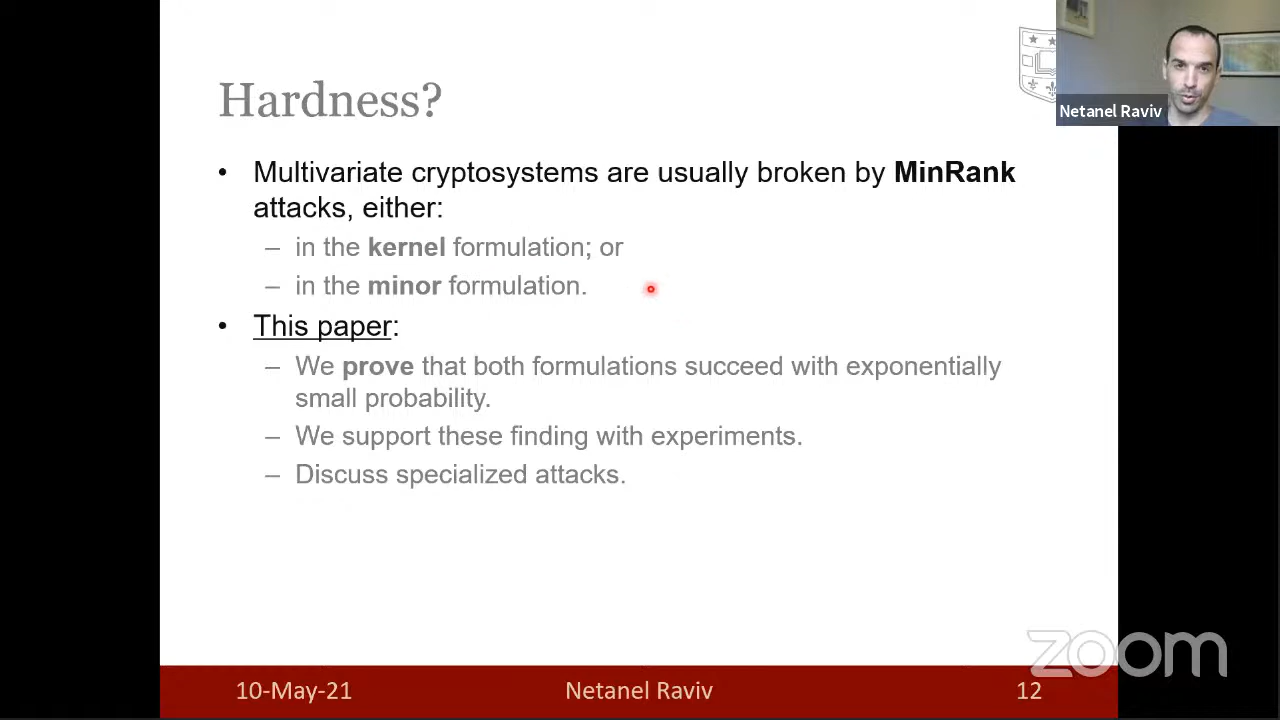 Hardness?
Netanel Raviv
• Multivariate cryptosystems are usually broken by MinRank
attacks, either:
– in the kernel formulation; or
– in the minor formulation.
• This paper:
– We prove that both formulations succeed with exponentially
small probability.
– We support these finding with experiments.
– Discuss specialized attacks.
zoom
10-May-21
Netanel Raviv
12